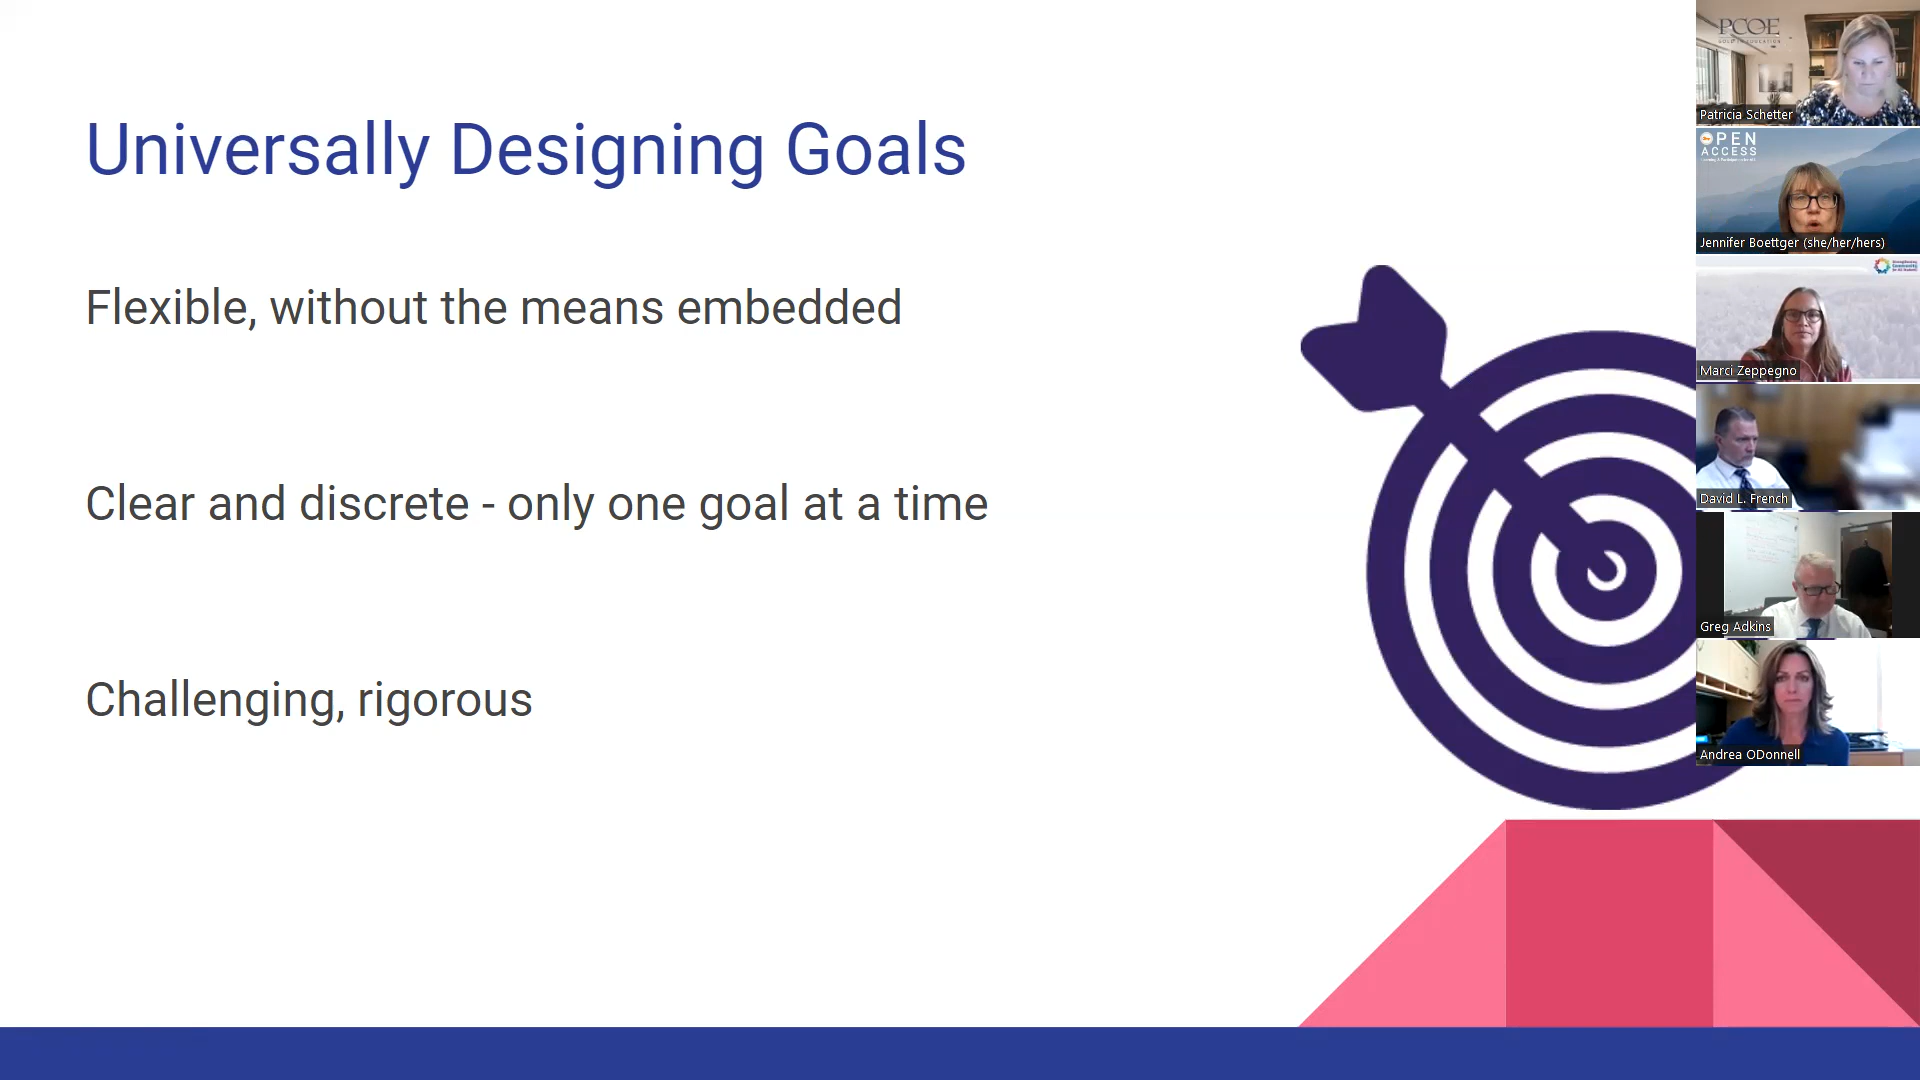 Universally Designing Goals
Flexible, without the means embedded
Clear and discrete - only one goal at a time
Challenging, rigorous
PCOE
Patricia Schetter
OPEN
ACCESS
Jennifer Boettger (she/her/hers)
Marci Zeppegno
David L. French
Greg Adkins
Andrea ODonnell